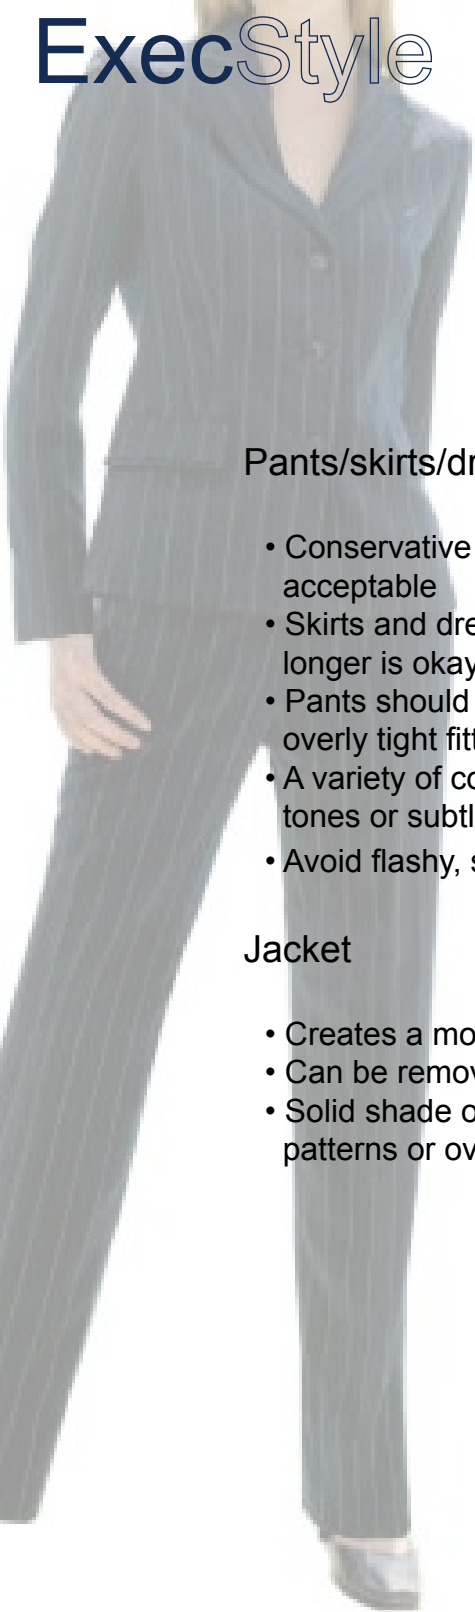 ExecStyle
Pants/skirts/dr
• Conservative
acceptable
• Skirts and dre
longer is okay
• Pants should
overly tight fit
• A variety of co
tones or subtl
• Avoid flashy, s
Jacket
• Creates a mo
• Can be remov
• Solid shade o
patterns or ov